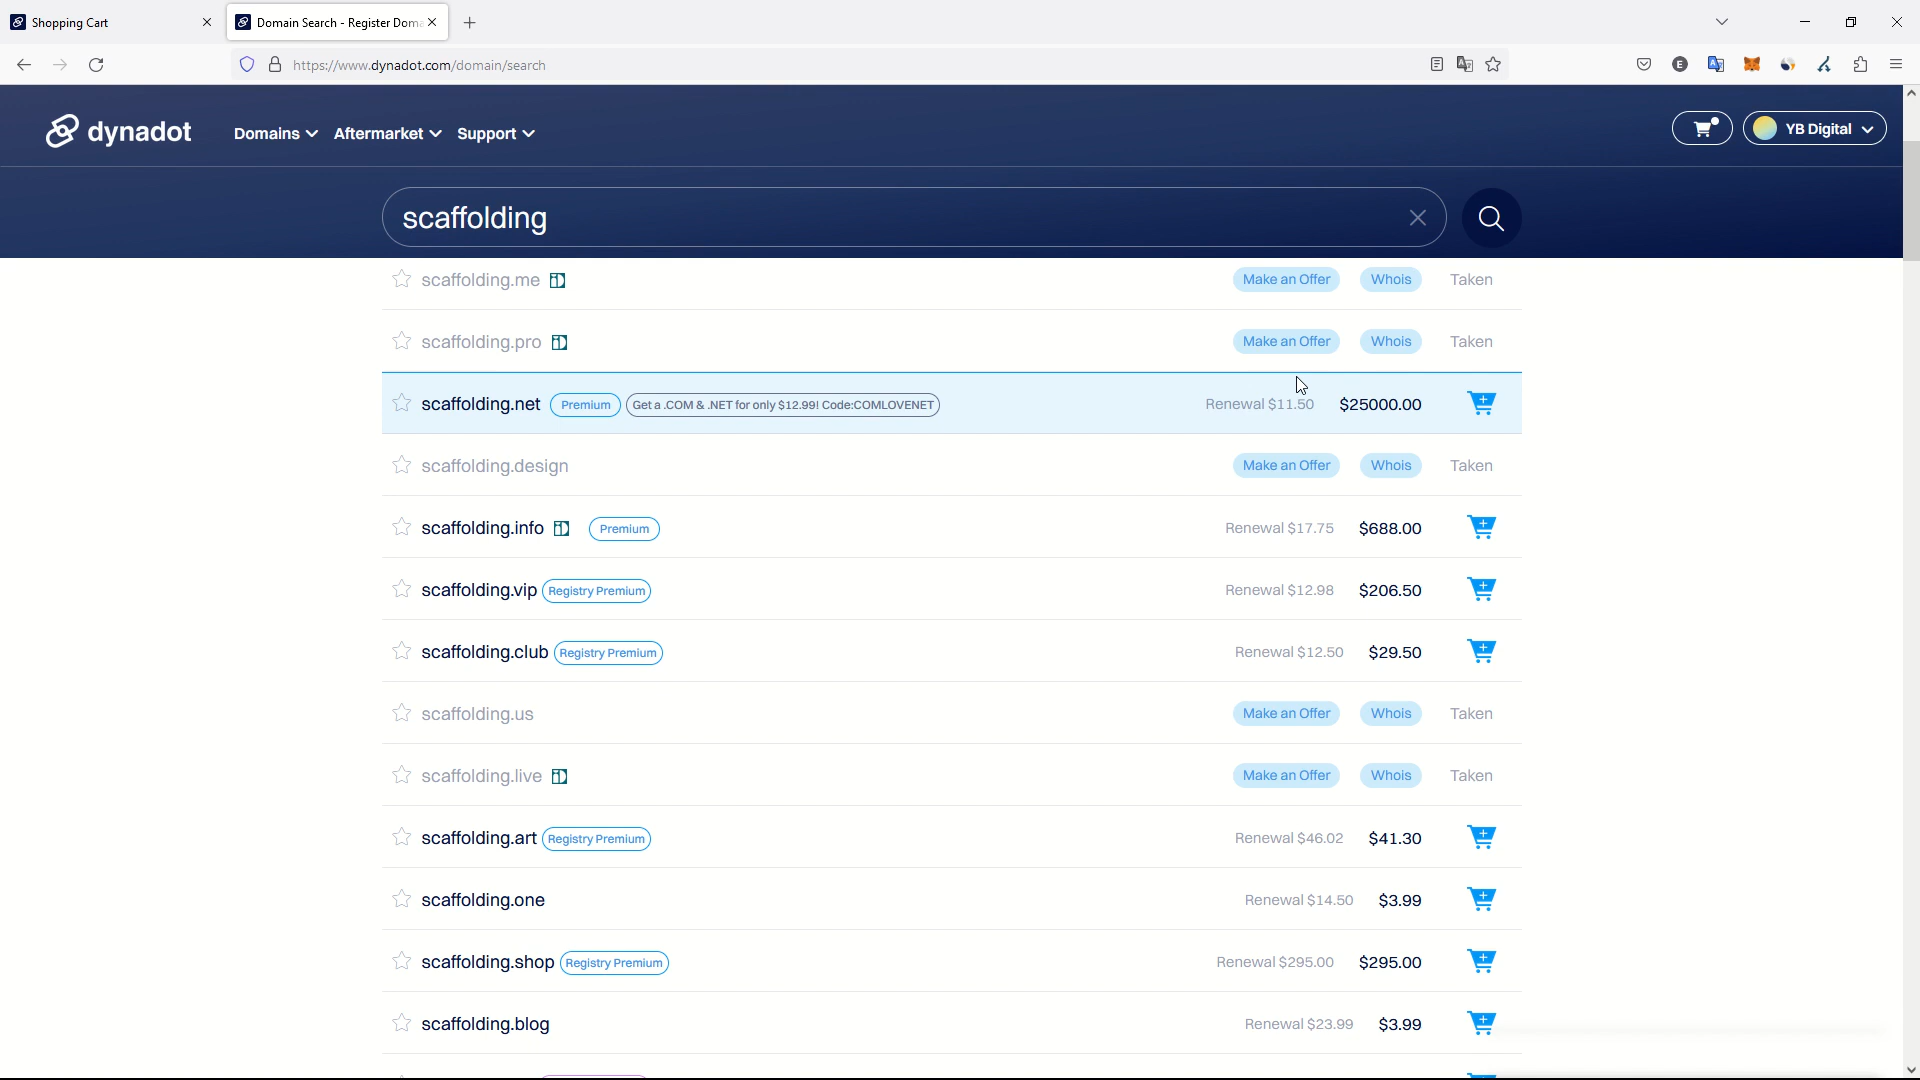 Shopping Cart
Domain Search - Register Doma
https://www.dynadot.com/domain/search
E
dynadot
Domains
Aftermarket
Support
YB Digital
scaffolding
scaffolding.me Make an Offer Whois Taken
scaffolding.pro Make an Offer Whois Taken
scaffolding.net Premium Get a .COM & .NET for only $12.99! Code:COMLOVENET Renewal $11.50 $25000.00
scaffolding.design Make an Offer Whois Taken
scaffolding.info Premium Renewal $17.75 $688.00
scaffolding.vip Registry Premium Renewal $12.98 $206.50
scaffolding.club Registry Premium Renewal $12.50 $29.50
scaffolding.us Make an Offer Whois Taken
scaffolding.live Make an Offer Whois Taken
scaffolding.art Registry Premium Renewal $46.02 $41.30
scaffolding.one Renewal $14.50 $3.99
scaffolding.shop Registry Premium Renewal $295.00 $295.00
scaffolding.blog Renewal $23.99 $3.99